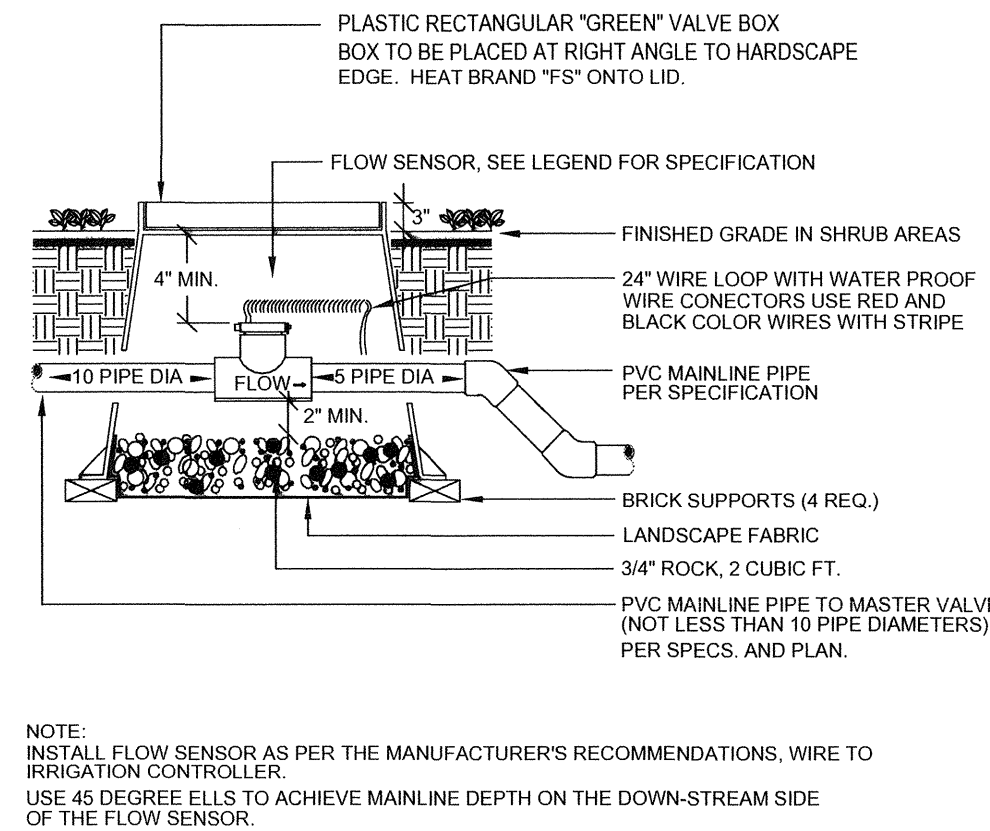 PLASTIC RECTANGULAR "GREEN" VALVE BOX
BOX TO BE PLACED AT RIGHT ANGLE TO HARDSCAPE
EDGE. HEAT BRAND "FS" ONTO LID.
FLOW SENSOR, SEE LEGEND FOR SPECIFICATION
3"
FINISHED GRADE IN SHRUB AREAS
4" MIN.
24" WIRE LOOP WITH WATER PROOF
WIRE CONECTORS USE RED AND
BLACK COLOR WIRES WITH STRIPE
10 PIPE DIA
FLOW
5 PIPE DIA
PVC MAINLINE PIPE
PER SPECIFICATION
2" MIN.
BRICK SUPPORTS (4 REQ.)
LANDSCAPE FABRIC
3/4" ROCK, 2 CUBIC FT.
PVC MAINLINE PIPE TO MASTER VALV
(NOT LESS THAN 10 PIPE DIAMETERS)
PER SPECS. AND PLAN.
NOTE:
INSTALL FLOW SENSOR AS PER THE MANUFACTURER'S RECOMMENDATIONS, WIRE TO
IRRIGATION CONTROLLER.
USE 45 DEGREE ELLS TO ACHIEVE MAINLINE DEPTH ON THE DOWN-STREAM SIDE
OF THE FLOW SENSOR.